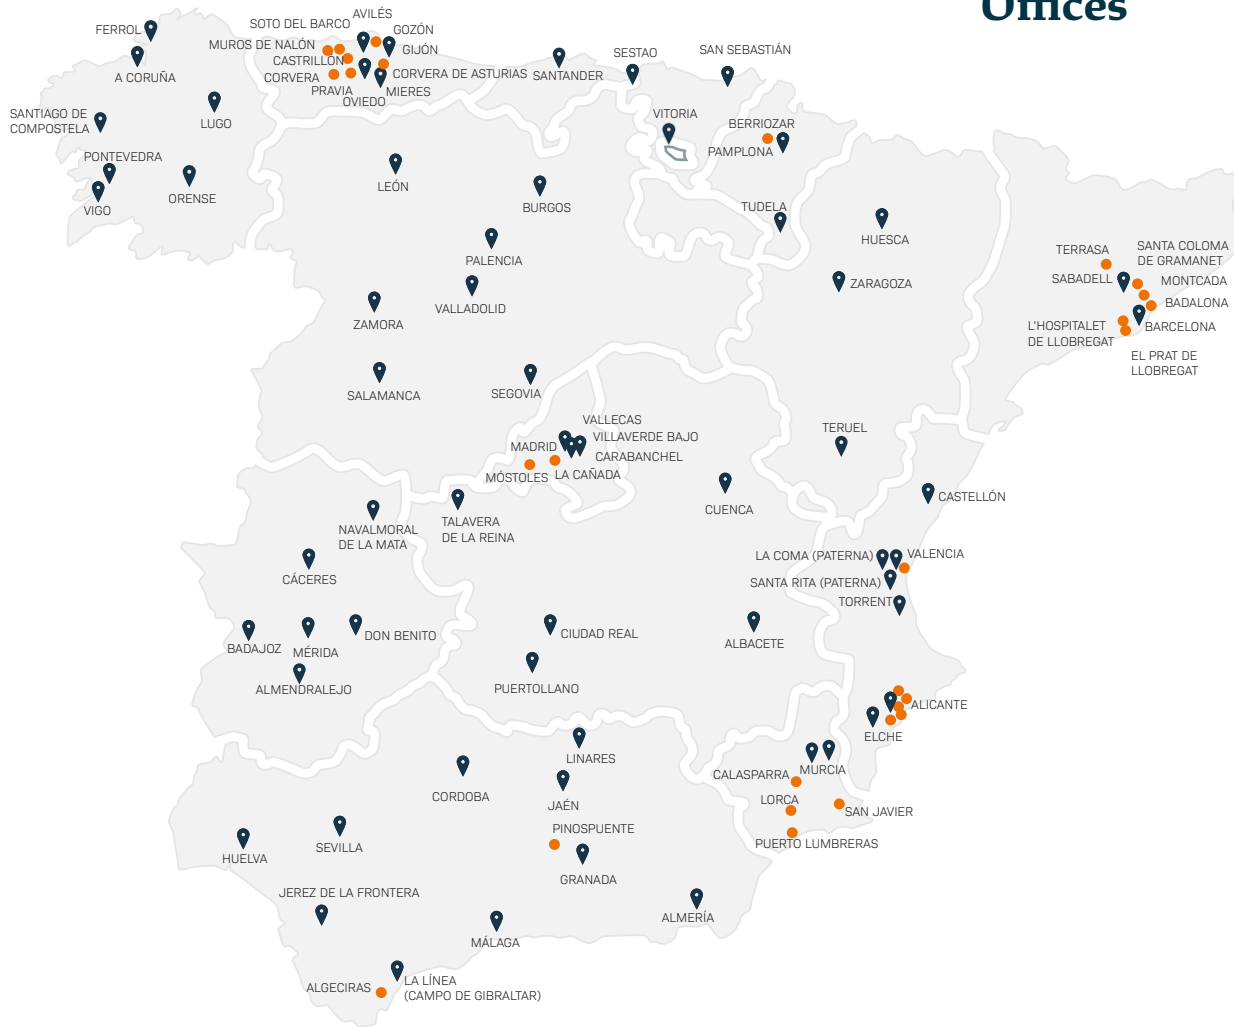 Offices
AVILÉS
SOTO DEL BARCO
FERROL
GOZÓN
MUROS DE NALÓN
GIJÓN
CASTRILLÓN
SESTAO
SAN SEBASTIÁN
A CORUÑA
CORVERA
CORVERA DE ASTURIAS
SANTANDER
PRAVIA
MIERES
OVIEDO
SANTIAGO DE
COMPOSTELA
LUGO
VITORIA
BERRIOZAR
PONTEVEDRA
PAMPLONA
LEÓN
ORENSE
VIGO
BURGOS
TUDELA
HUESCA
PALENCIA
TERRASA
SANTA COLOMA
DE GRAMANET
SABADELL
MONTCADA
ZARAGOZA
BADALONA
VALLADOLID
ZAMORA
L'HOSPITALET
DE LLOBREGAT
BARCELONA
EL PRAT DE
LLOBREGAT
SALAMANCA
SEGOVIA
VALLECAS
TERUEL
VILLAVERDE BAJO
MADRID
CARABANCHEL
MÓSTOLES
LA CAÑADA
CASTELLÓN
CUENCA
NAVALMORAL
DE LA MATA
TALAVERA
DE LA REINA
LA COMA (PATERNA)
VALENCIA
CÁCERES
SANTA RITA (PATERNA)
TORRENT
BADAJOZ
MÉRIDA
DON BENITO
CIUDAD REAL
ALBACETE
ALMENDRALEJO
PUERTOLLANO
ALICANTE
ELCHE
LINARES
MURCIA
CALASPARRA
CORDOBA
JAÉN
LORCA
SAN JAVIER
PINOSPUENTE
PUERTO LUMBRERAS
SEVILLA
HUELVA
GRANADA
JEREZ DE LA FRONTERA
ALMERÍA
MÁLAGA
ALGECIRAS
LA LÍNEA
(CAMPO DE GIBRALTAR)